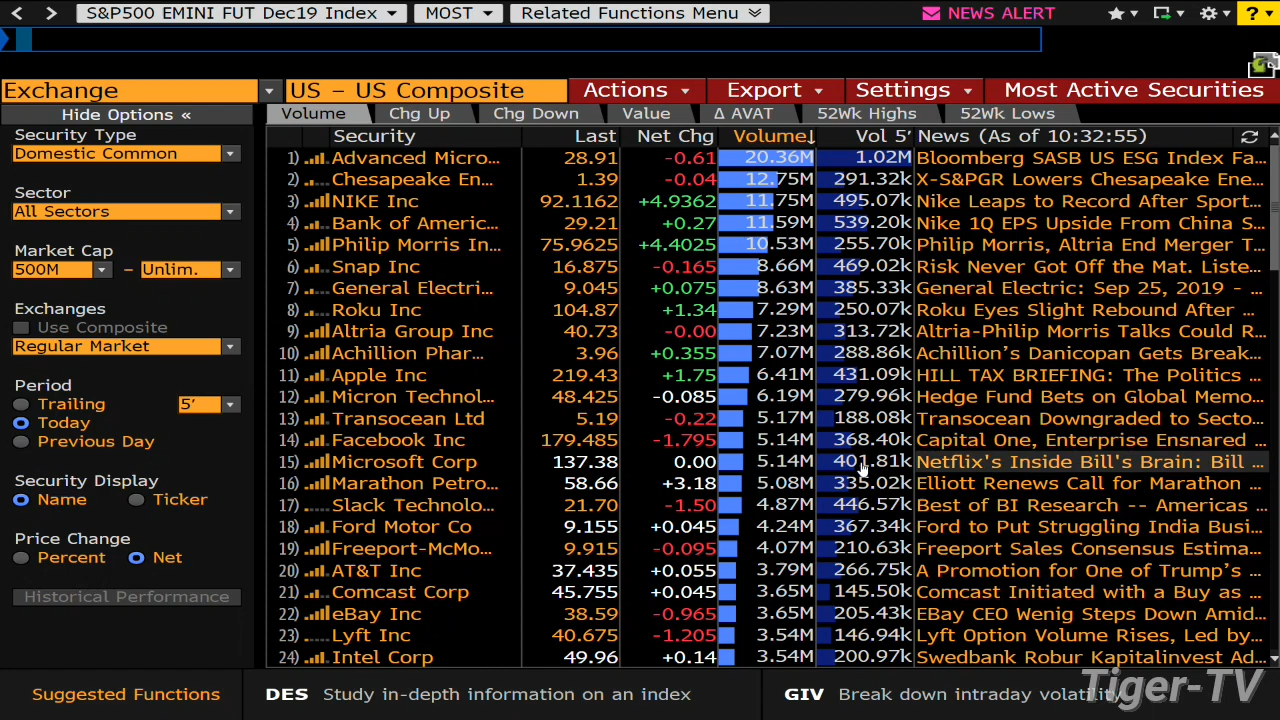 S&P500 EMINI FUT Dec19 Index MOST Related Functions Menu NEWS ALERT ?
Exchange US - US Composite Actions Export Settings Most Active Securities
Hide Options « Volume Chg Up Chg Down Value Δ AVAT 52Wk Highs 52Wk Lows
Security Type
Domestic Common
Sector
All Sectors
Market Cap
500M - Unlim.
Exchanges
Use Composite
Regular Market
Period
Trailing 5'
Today
Previous Day
Security Display
Name Ticker
Price Change
Percent Net
Historical Performance
Security Last Net Chg Volume↓ Vol 5' News (As of 10:32:55)
1) Advanced Micro... 28.91 -0.61 20.36M 1.02M Bloomberg SASB US ESG Index Fa...
2) Chesapeake En... 1.39 -0.04 12.75M 291.32k X-S&PGR Lowers Chesapeake Ene...
3) NIKE Inc 92.1162 +4.9362 11.75M 495.07k Nike Leaps to Record After Sport...
4) Bank of Americ... 29.21 +0.27 11.59M 539.20k Nike 1Q EPS Upside From China S...
5) Philip Morris In... 75.9625 +4.4025 10.53M 255.70k Philip Morris, Altria End Merger T...
6) Snap Inc 16.875 -0.165 8.66M 469.02k Risk Never Got Off the Mat. Liste...
7) General Electri... 9.045 +0.075 8.63M 385.33k General Electric: Sep 25, 2019 - ...
8) Roku Inc 104.87 +1.34 7.29M 250.07k Roku Eyes Slight Rebound After ...
9) Altria Group Inc 40.73 -0.00 7.23M 313.72k Altria-Philip Morris Talks Could R...
10) Achillion Phar... 3.96 +0.355 7.07M 288.86k Achillion's Danicopan Gets Break...
11) Apple Inc 219.43 +1.75 6.41M 431.09k HILL TAX BRIEFING: The Politics ...
12) Micron Technol... 48.425 -0.085 6.19M 279.96k Hedge Fund Bets on Global Memo...
13) Transocean Ltd 5.19 -0.22 5.17M 188.08k Transocean Downgraded to Secto...
14) Facebook Inc 179.485 -1.795 5.14M 368.40k Capital One, Enterprise Ensnared ...
15) Microsoft Corp 137.38 0.00 5.14M 401.81k Netflix's Inside Bill's Brain: Bill ...
16) Marathon Petro... 58.66 +3.18 5.08M 335.02k Elliott Renews Call for Marathon ...
17) Slack Technolo... 21.70 -1.50 4.87M 446.57k Best of BI Research -- Americas ...
18) Ford Motor Co 9.155 +0.045 4.24M 367.34k Ford to Put Struggling India Busi...
19) Freeport-McMo... 9.915 -0.095 4.07M 210.63k Freeport Sales Consensus Estima...
20) AT&T Inc 37.435 +0.055 3.79M 266.75k A Promotion for One of Trump's ...
21) Comcast Corp 45.755 +0.045 3.65M 145.50k Comcast Initiated with a Buy as ...
22) eBay Inc 38.59 -0.965 3.65M 205.43k EBay CEO Wenig Steps Down Amid...
23) Lyft Inc 40.675 -1.205 3.54M 146.94k Lyft Option Volume Rises, Led by...
24) Intel Corp 49.96 +0.14 3.54M 200.97k Swedbank Robur Kapitalinvest Ad...
Suggested Functions DES Study in-depth information on an index GIV Break down intraday volatility
Tiger-TV